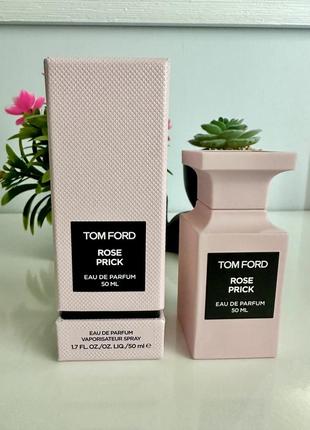 TOM FORD
ROSE
PRICK
EAU DE PARFUM
50 ML
EAU DE PARFUM
VAPORISATEUR SPRAY
1.7 FL. OZ./OZ. LIQ./50 ml ℮
TOM FORD
ROSE
PRICK
EAU DE PARFUM
50 ML